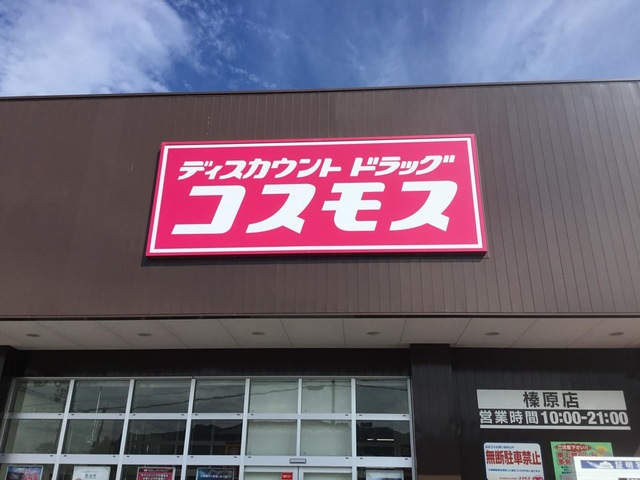 ディスカウント ドラッグ
コスモス
榛原店
営業時間 10:00-21:00
無断駐車禁止